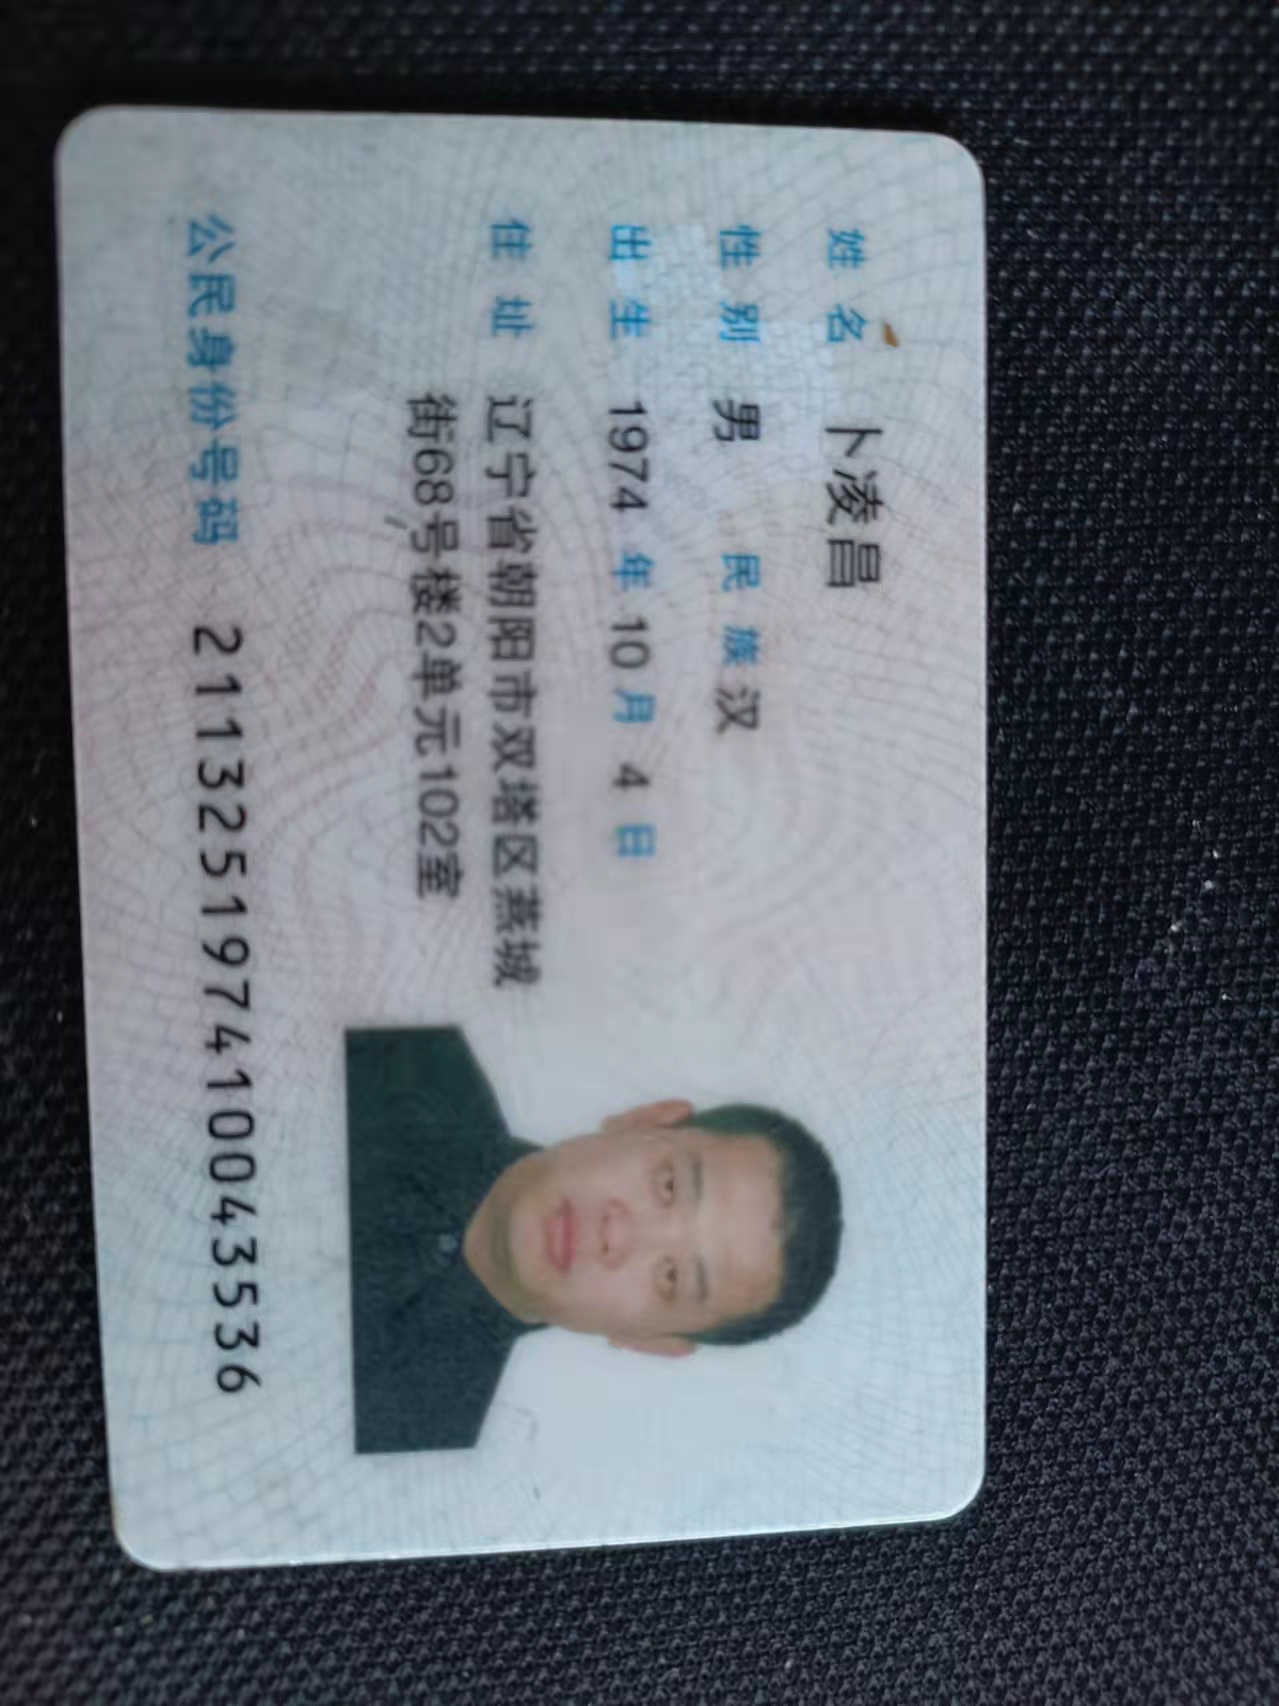 姓名 卜凌昌
性别 男 民族 汉
出生 1974 年 10 月 4 日
住址 辽宁省朝阳市双塔区燕城
街68号楼2单元102室
公民身份号码 211325197410043536